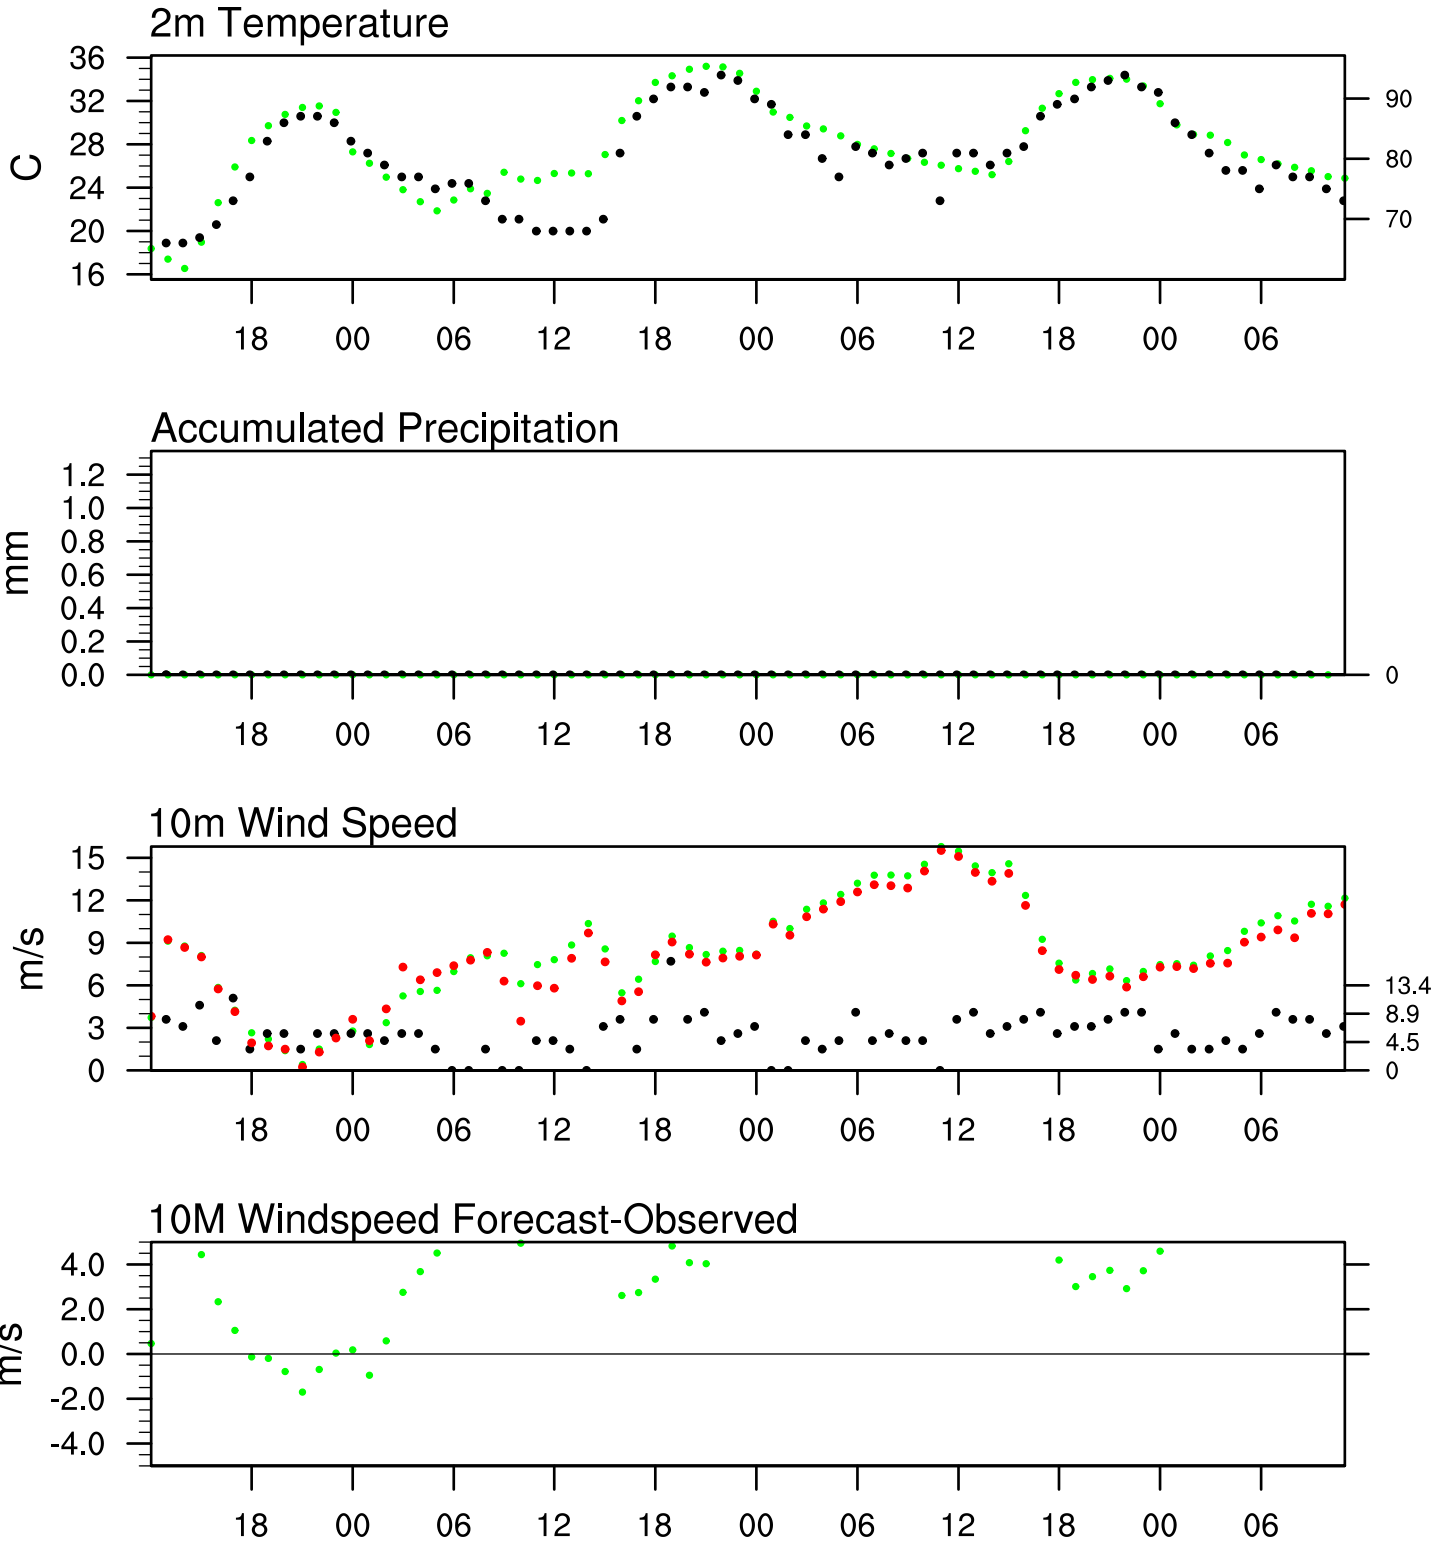 2m Temperature
36
32
28
24
20
16
C
90
80
70
18 00 06 12 18 00 06 12 18 00 06
Accumulated Precipitation
1.2
1.0
0.8
0.6
0.4
0.2
0.0
mm
0
18 00 06 12 18 00 06 12 18 00 06
10m Wind Speed
15
12
9
6
3
0
m/s
13.4
8.9
4.5
0
18 00 06 12 18 00 06 12 18 00 06
10M Windspeed Forecast-Observed
4.0
2.0
0.0
-2.0
-4.0
m/s
18 00 06 12 18 00 06 12 18 00 06